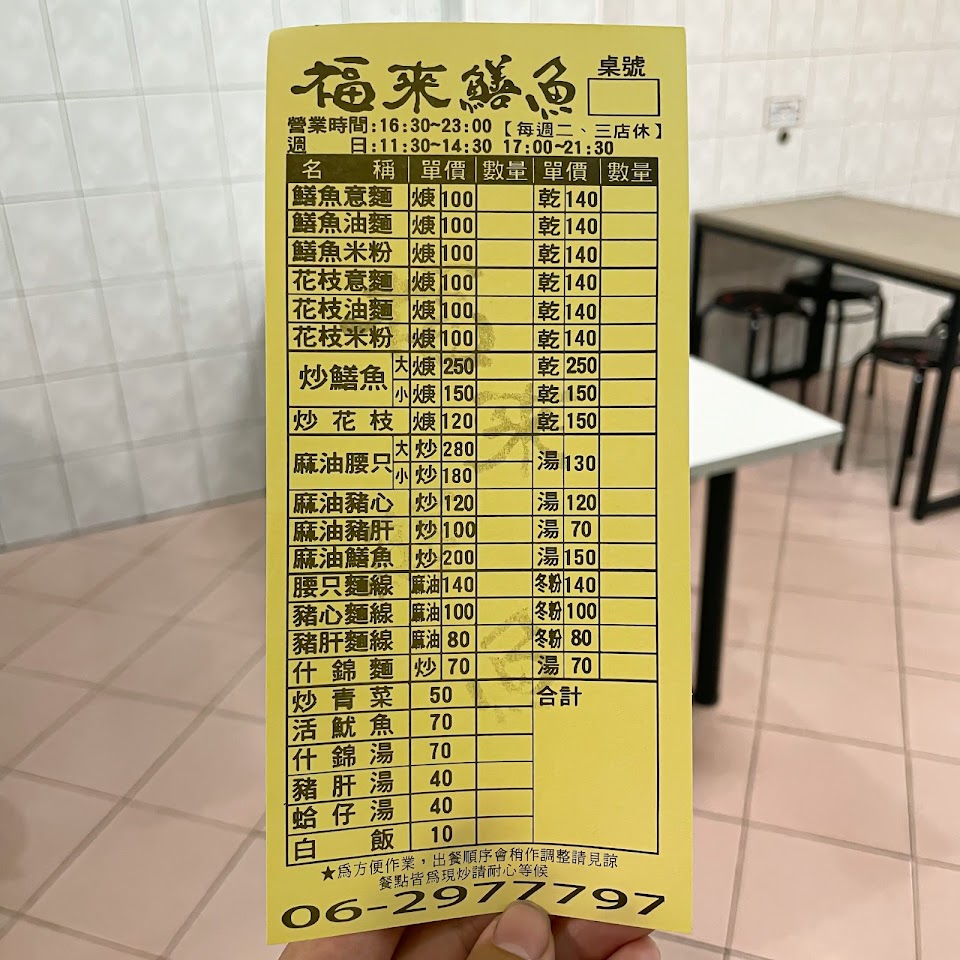 福來鱔魚 桌號
營業時間:16:30~23:00【每週二、三店休】
週 日:11:30~14:30 17:00~21:30
名稱 單價 數量 單價 數量
鱔魚意麵 焿 100 乾 140
鱔魚油麵 焿 100 乾 140
鱔魚米粉 焿 100 乾 140
花枝意麵 焿 100 乾 140
花枝油麵 焿 100 乾 140
花枝米粉 焿 100 乾 140
炒鱔魚 大 焿 250 乾 250
小 焿 150 乾 150
炒花枝 焿 120 乾 150
麻油腰只 大 炒 280 湯 130
小 炒 180
麻油豬心 炒 120 湯 120
麻油豬肝 炒 100 湯 70
麻油鱔魚 炒 200 湯 150
腰只麵線 麻油 140 冬粉 140
豬心麵線 麻油 100 冬粉 100
豬肝麵線 麻油 80 冬粉 80
什錦麵 炒 70 湯 70
炒青菜 50 合計
活魷魚 70
什錦湯 70
豬肝湯 40
蛤仔湯 40
白飯 10
★為方便作業，出餐順序會稍作調整請見諒
餐點皆為現炒請耐心等候
06-2977797